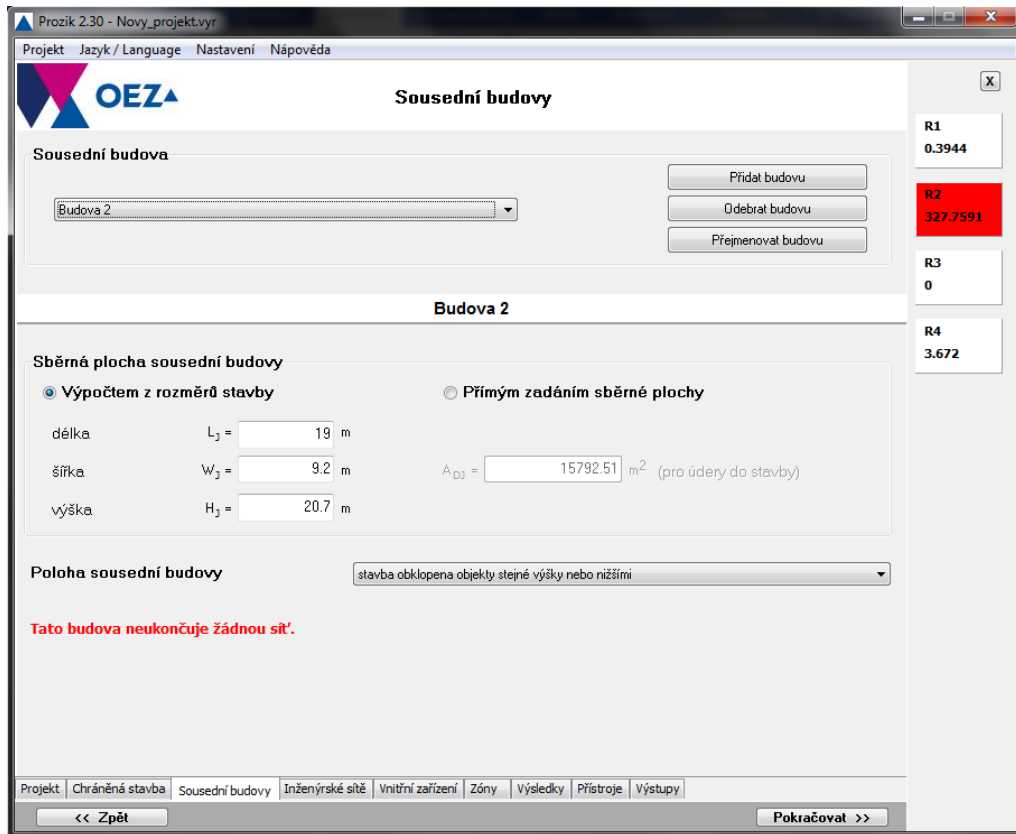 Prozik 2.30 - Novy_projekt.vyr
Projekt Jazyk / Language Nastavení Nápověda
OEZ
Sousední budovy
X
R1
0.3944
Sousední budova
Přidat budovu
R2
327.7591
Budova 2
Odebrat budovu
Přejmenovat budovu
R3
0
Budova 2
R4
3.672
Sběrná plocha sousední budovy
Výpočtem z rozměrů stavby
Přímým zadáním sběrné plochy
délka LJ = 19 m
šířka WJ = 9.2 m
ADJ = 15792.51 m2 (pro údery do stavby)
výška HJ = 20.7 m
Poloha sousední budovy
stavba obklopena objekty stejné výšky nebo nižšími
Tato budova neukončuje žádnou síť.
Projekt Chráněná stavba Sousední budovy Inženýrské sítě Vnitřní zařízení Zóny Výsledky Přístroje Výstupy
<< Zpět
Pokračovat >>